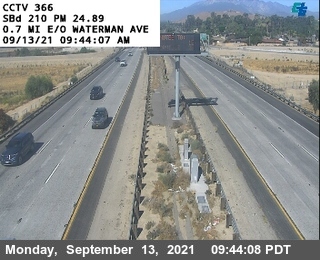 CCTV 366
SBd 210 PM 24.89
0.7 MI E/O WATERMAN AVE
09/13/21 09:44:07 AM
Monday, September 13, 2021 09:44:08 PDT